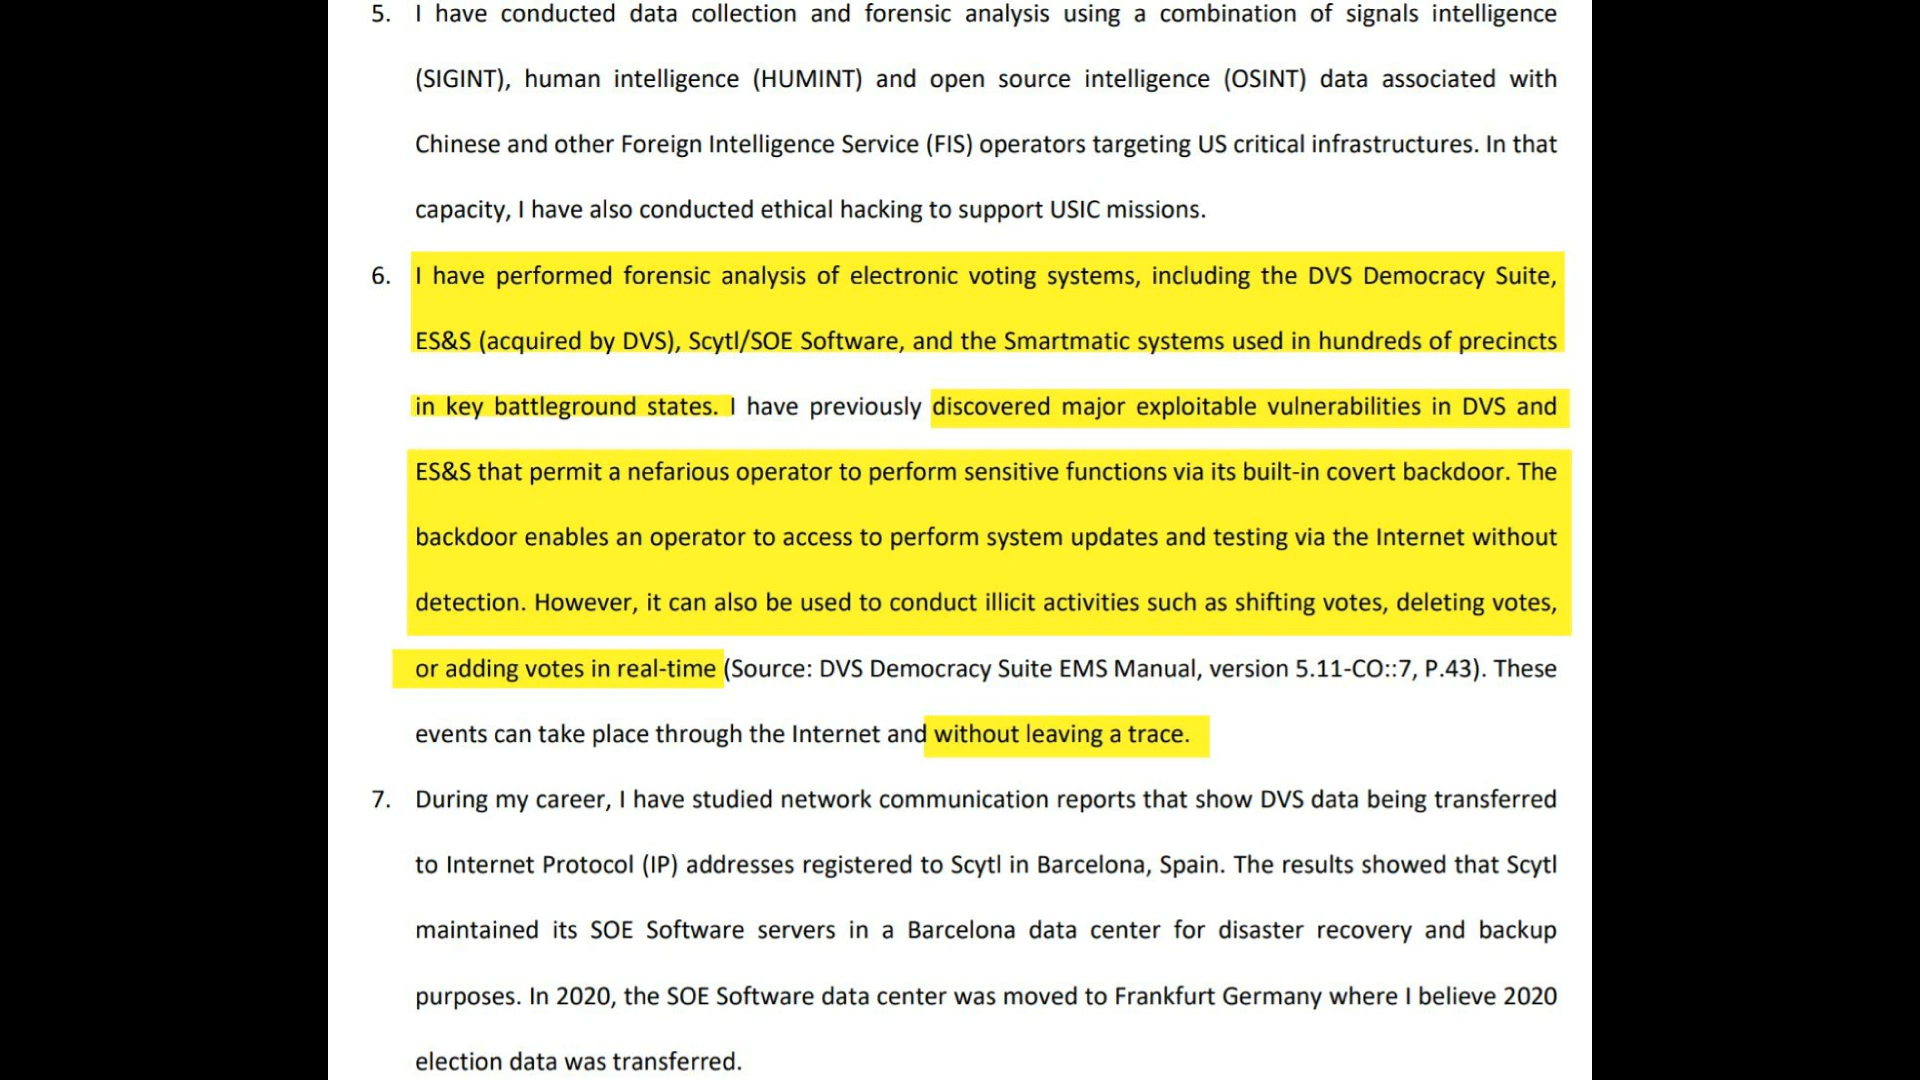 5. I have conducted data collection and forensic analysis using a combination of signals intelligence
(SIGINT), human intelligence (HUMINT) and open source intelligence (OSINT) data associated with
Chinese and other Foreign Intelligence Service (FIS) operators targeting US critical infrastructures. In that
capacity, I have also conducted ethical hacking to support USIC missions.
6. I have performed forensic analysis of electronic voting systems, including the DVS Democracy Suite,
ES&S (acquired by DVS), Scytl/SOE Software, and the Smartmatic systems used in hundreds of precincts
in key battleground states. I have previously discovered major exploitable vulnerabilities in DVS and
ES&S that permit a nefarious operator to perform sensitive functions via its built-in covert backdoor. The
backdoor enables an operator to access to perform system updates and testing via the Internet without
detection. However, it can also be used to conduct illicit activities such as shifting votes, deleting votes,
or adding votes in real-time (Source: DVS Democracy Suite EMS Manual, version 5.11-CO::7, P.43). These
events can take place through the Internet and without leaving a trace.
7. During my career, I have studied network communication reports that show DVS data being transferred
to Internet Protocol (IP) addresses registered to Scytl in Barcelona, Spain. The results showed that Scytl
maintained its SOE Software servers in a Barcelona data center for disaster recovery and backup
purposes. In 2020, the SOE Software data center was moved to Frankfurt Germany where I believe 2020
election data was transferred.